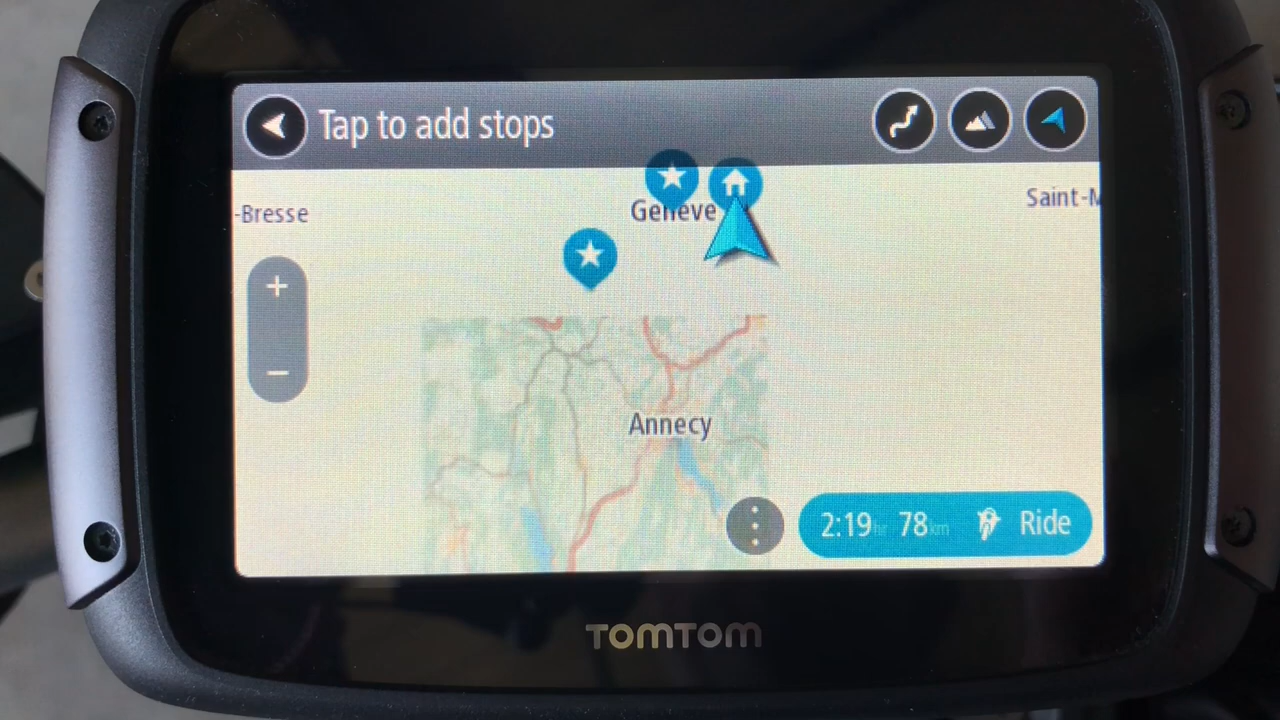 Tap to add stops
-Bresse
Genève
Saint-M
Annecy
2:19 hr 78 km Ride
TOMTOM